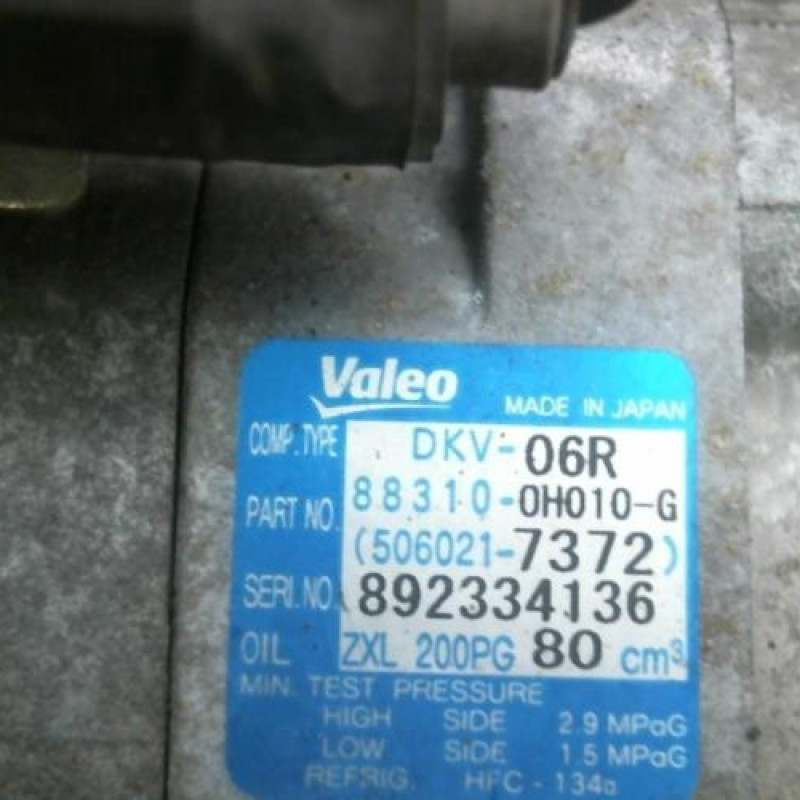 Valeo
MADE IN JAPAN
COMP. TYPE DKV-06R
PART NO. 88310-0H010-G
(506021-7372)
SERI.NO. 892334136
OIL ZXL 200PG 80 cm³
MIN. TEST PRESSURE
HIGH SIDE 2.9 MPaG
LOW SIDE 1.5 MPaG
REFRIG. HFC-134a